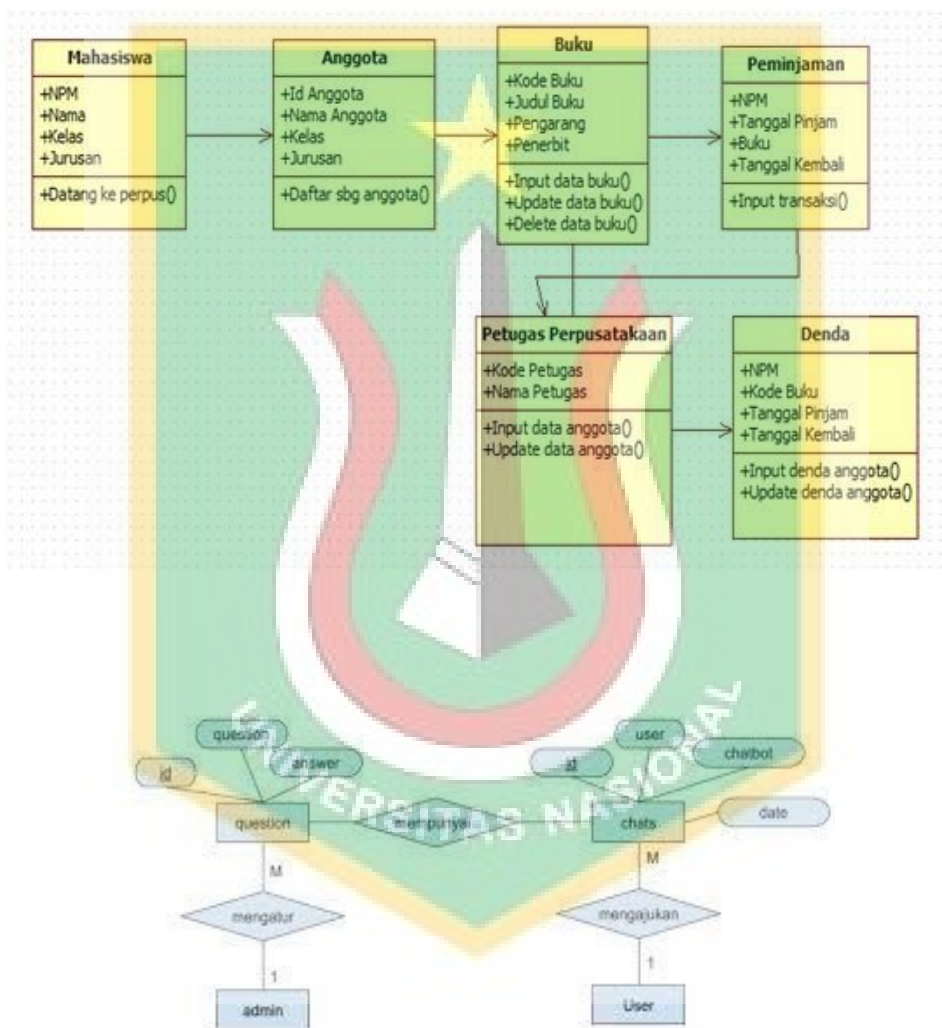 Mahasiswa
+NPM
+Nama
+Kelas
+Jurusan
+Datang ke perpus()
Anggota
+Id Anggota
+Nama Anggota
+Kelas
+Jurusan
+Daftar sbg anggota()
Buku
+Kode Buku
+Judul Buku
+Pengarang
+Penerbit
+Input data buku()
+Update data buku()
+Delete data buku()
Peminjaman
+NPM
+Tanggal Pinjam
+Buku
+Tanggal Kembali
+Input transaksi()
Petugas Perpusatakaan
+Kode Petugas
+Nama Petugas
+Input data anggota()
+Update data anggota()
Denda
+NPM
+Kode Buku
+Tanggal Pinjam
+Tanggal Kembali
+Input denda anggota()
+Update denda anggota()
UNIVERSITAS NASIONAL
question
id
answer
user
id
chatbot
date
question
mempunyai
chats
M
M
mengatur
mengajukan
1
1
admin
User